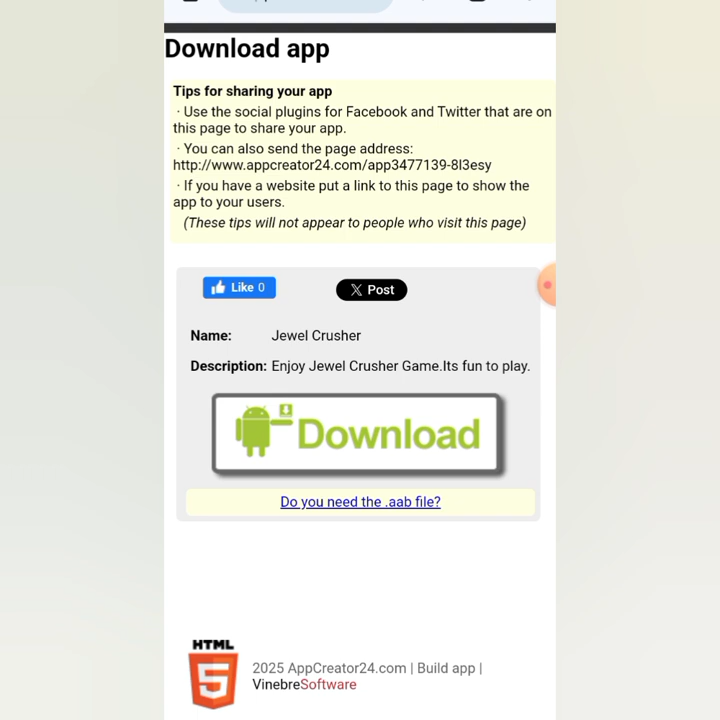 Download app
Tips for sharing your app
· Use the social plugins for Facebook and Twitter that are on
this page to share your app.
· You can also send the page address:
http://www.appcreator24.com/app3477139-8l3esy
· If you have a website put a link to this page to show the
app to your users.
(These tips will not appear to people who visit this page)
Like 0
X Post
Name: Jewel Crusher
Description: Enjoy Jewel Crusher Game.Its fun to play.
Download
Do you need the .aab file?
HTML
5
2025 AppCreator24.com | Build app |
VinebreSoftware